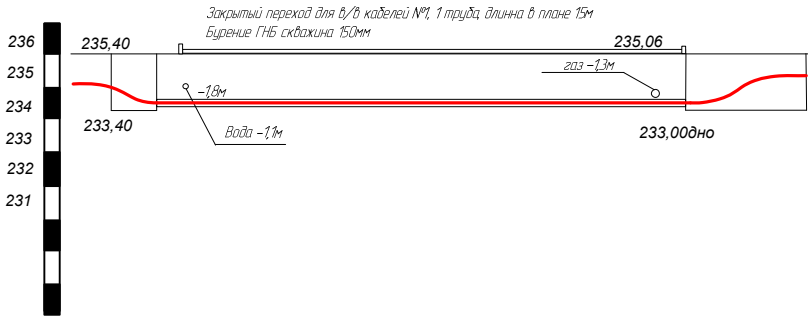 Закрытый переход для в/в кабелей №1, 1 труба, длинна в плане 15м
Бурение ГНБ скважина 150мм
236
235,40
235,06
235
газ -1,3м
-1,8м
234
233,40
Вода -1,1м
233,00дно
233
232
231